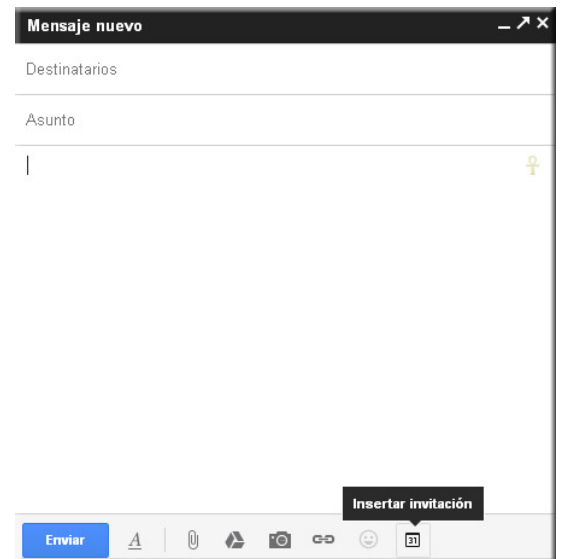 Mensaje nuevo
Destinatarios
Asunto
Insertar invitación
Enviar A 31